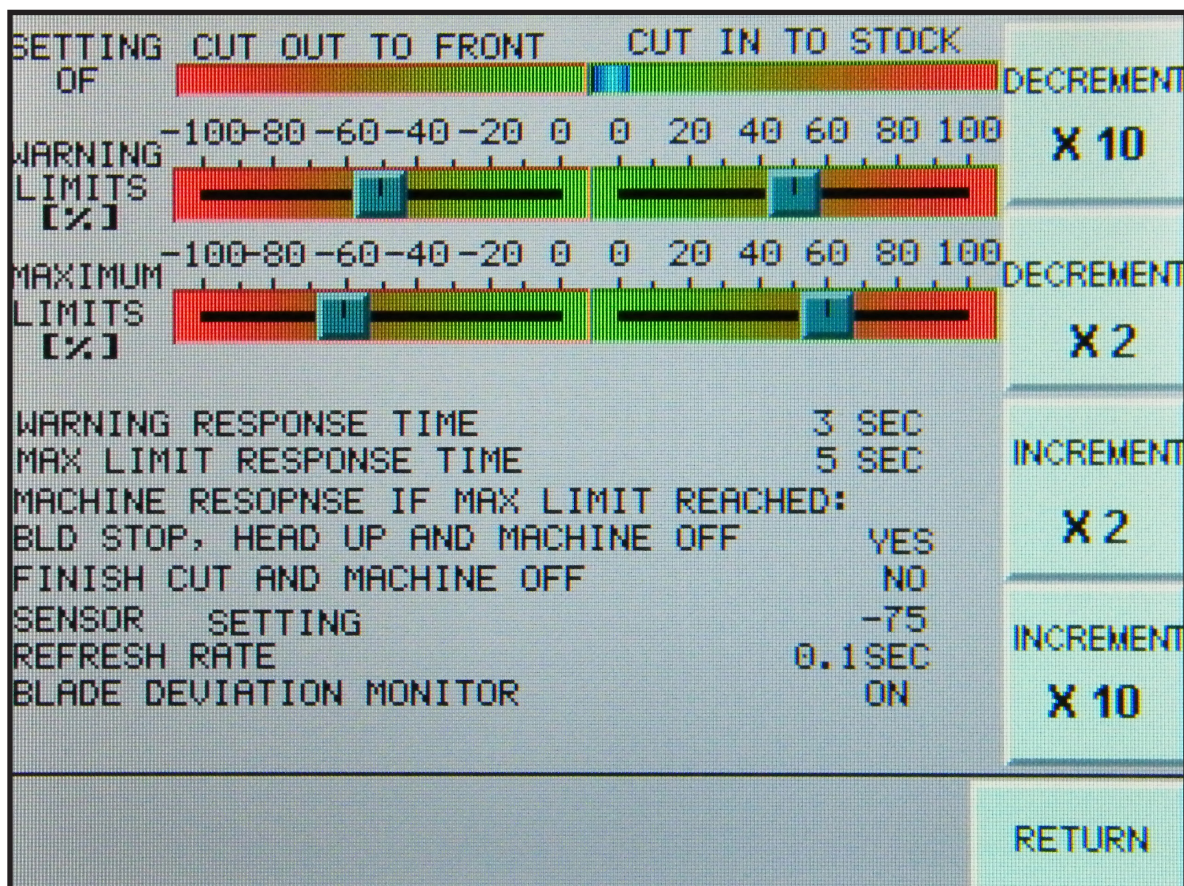 SETTING OF
CUT OUT TO FRONT
CUT IN TO STOCK
WARNING LIMITS [%]
-100 -80 -60 -40 -20 0 0 20 40 60 80 100
MAXIMUM LIMITS [%]
-100 -80 -60 -40 -20 0 0 20 40 60 80 100
WARNING RESPONSE TIME 3 SEC
MAX LIMIT RESPONSE TIME 5 SEC
MACHINE RESOPNSE IF MAX LIMIT REACHED:
BLD STOP, HEAD UP AND MACHINE OFF YES
FINISH CUT AND MACHINE OFF NO
SENSOR SETTING -75
REFRESH RATE 0.1SEC
BLADE DEVIATION MONITOR ON
DECREMENT
X 10
DECREMENT
X 2
INCREMENT
X 2
INCREMENT
X 10
RETURN